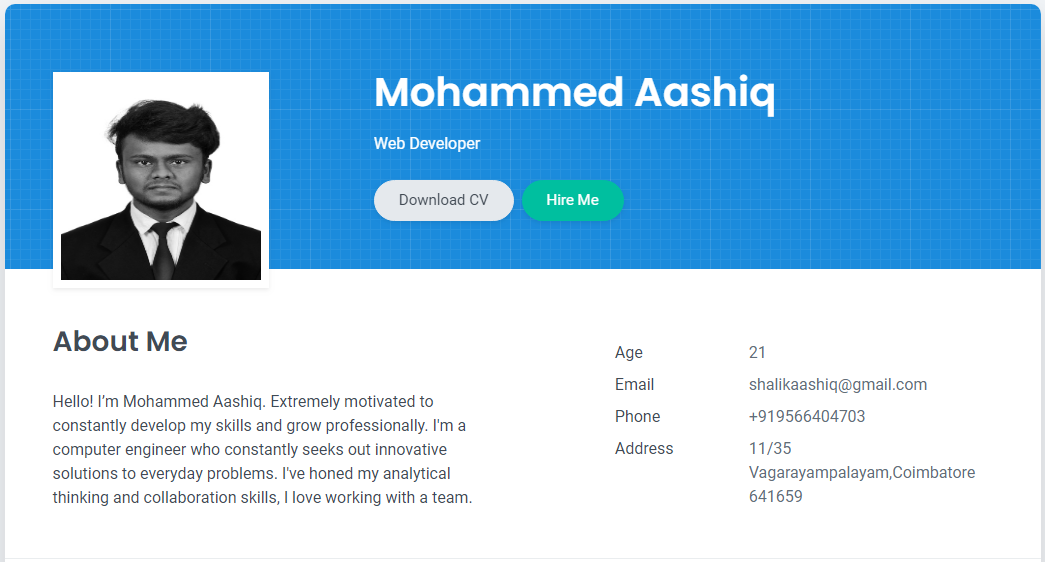 Mohammed Aashiq
Web Developer
Download CV
Hire Me
About Me
Hello! I’m Mohammed Aashiq. Extremely motivated to
constantly develop my skills and grow professionally. I'm a
computer engineer who constantly seeks out innovative
solutions to everyday problems. I've honed my analytical
thinking and collaboration skills, I love working with a team.
Age 21
Email shalikaashiq@gmail.com
Phone +919566404703
Address 11/35
Vagarayampalayam,Coimbatore
641659